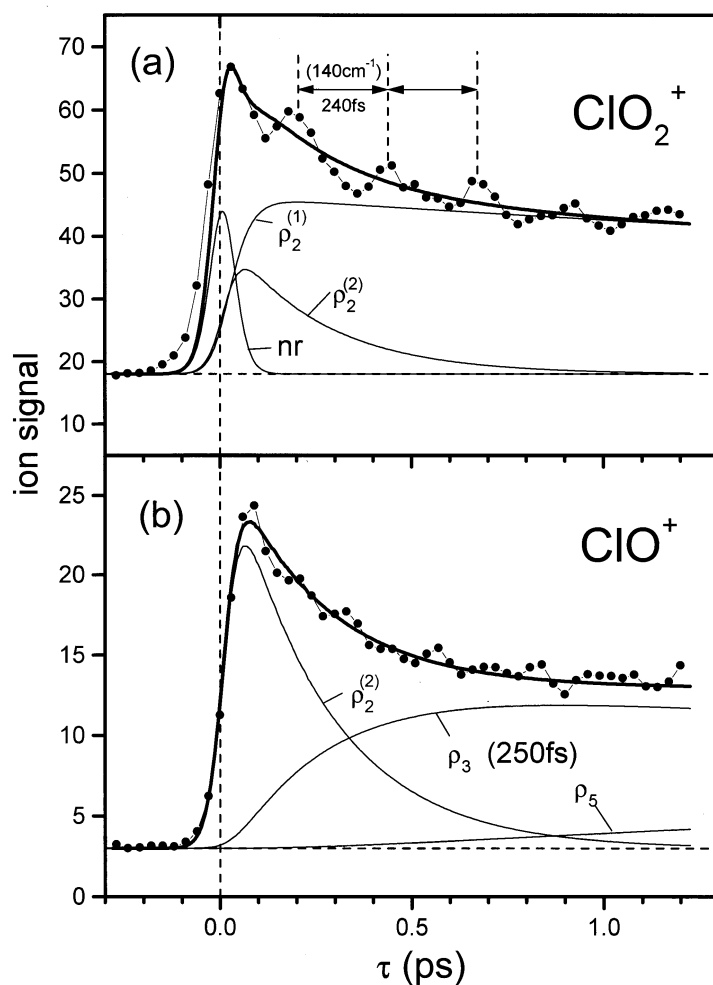 70
60
50
40
30
20
10
(a)
(140cm⁻¹)
240fs
ClO₂⁺
ρ₂⁽¹⁾
ρ₂⁽²⁾
nr
ion signal
25
20
15
10
5
0
(b)
ClO⁺
ρ₂⁽²⁾
ρ₃ (250fs)
ρ₅
0.0
0.5
1.0
τ (ps)